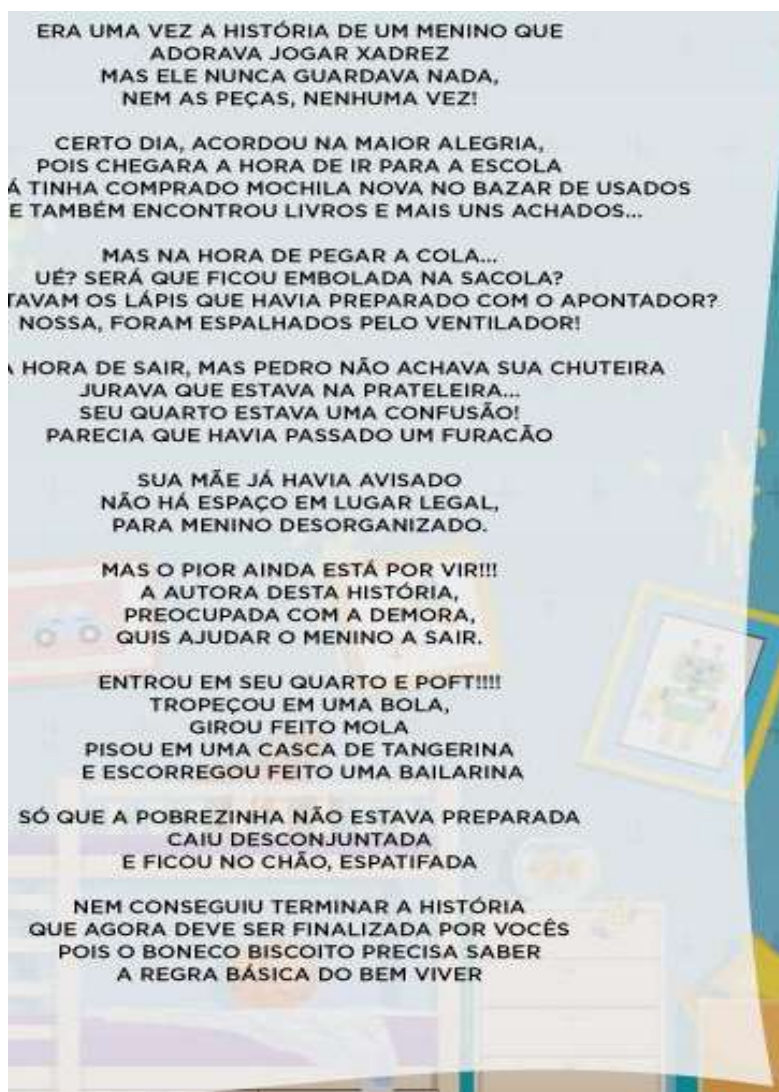 ERA UMA VEZ A HISTÓRIA DE UM MENINO QUE
ADORAVA JOGAR XADREZ
MAS ELE NUNCA GUARDAVA NADA,
NEM AS PEÇAS, NENHUMA VEZ!
CERTO DIA, ACORDOU NA MAIOR ALEGRIA,
POIS CHEGARA A HORA DE IR PARA A ESCOLA
TINHA COMPRADO MOCHILA NOVA NO BAZAR DE USADOS
E TAMBÉM ENCONTROU LIVROS E MAIS UNS ACHADOS...
MAS NA HORA DE PEGAR A COLA...
UÉ? SERÁ QUE FICOU EMBOLADA NA SACOLA?
OS LÁPIS QUE HAVIA PREPARADO COM O APONTADOR?
NOSSA, FORAM ESPALHADOS PELO VENTILADOR!
HORA DE SAIR, MAS PEDRO NÃO ACHAVA SUA CHUTEIRA
JURAVA QUE ESTAVA NA PRATELEIRA...
SEU QUARTO ESTAVA UMA CONFUSÃO!
PARECIA QUE HAVIA PASSADO UM FURACÃO
SUA MÃE JÁ HAVIA AVISADO
NÃO HÁ ESPAÇO EM LUGAR LEGAL,
PARA MENINO DESORGANIZADO.
MAS O PIOR AINDA ESTÁ POR VIR!!!
A AUTORA DESTA HISTÓRIA,
PREOCUPADA COM A DEMORA,
QUIS AJUDAR O MENINO A SAIR.
ENTROU EM SEU QUARTO E POFT!!!!
TROPEÇOU EM UMA BOLA,
GIROU FEITO MOLA
PISOU EM UMA CASCA DE TANGERINA
E ESCORREGOU FEITO UMA BAILARINA
SÓ QUE A POBREZINHA NÃO ESTAVA PREPARADA
CAIU DESCONJUNTADA
E FICOU NO CHÃO, ESPATIFADA
NEM CONSEGUIU TERMINAR A HISTÓRIA
QUE AGORA DEVE SER FINALIZADA POR VOCÊS
POIS O BONECO BISCOITO PRECISA SABER
A REGRA BÁSICA DO BEM VIVER